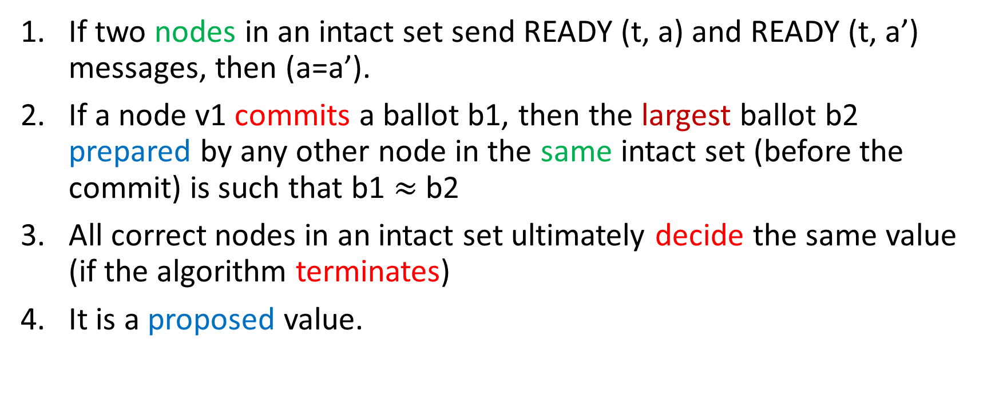 1. If two nodes in an intact set send READY (t, a) and READY (t, a’)
messages, then (a=a’).
2. If a node v1 commits a ballot b1, then the largest ballot b2
prepared by any other node in the same intact set (before the
commit) is such that b1 ≈ b2
3. All correct nodes in an intact set ultimately decide the same value
(if the algorithm terminates)
4. It is a proposed value.